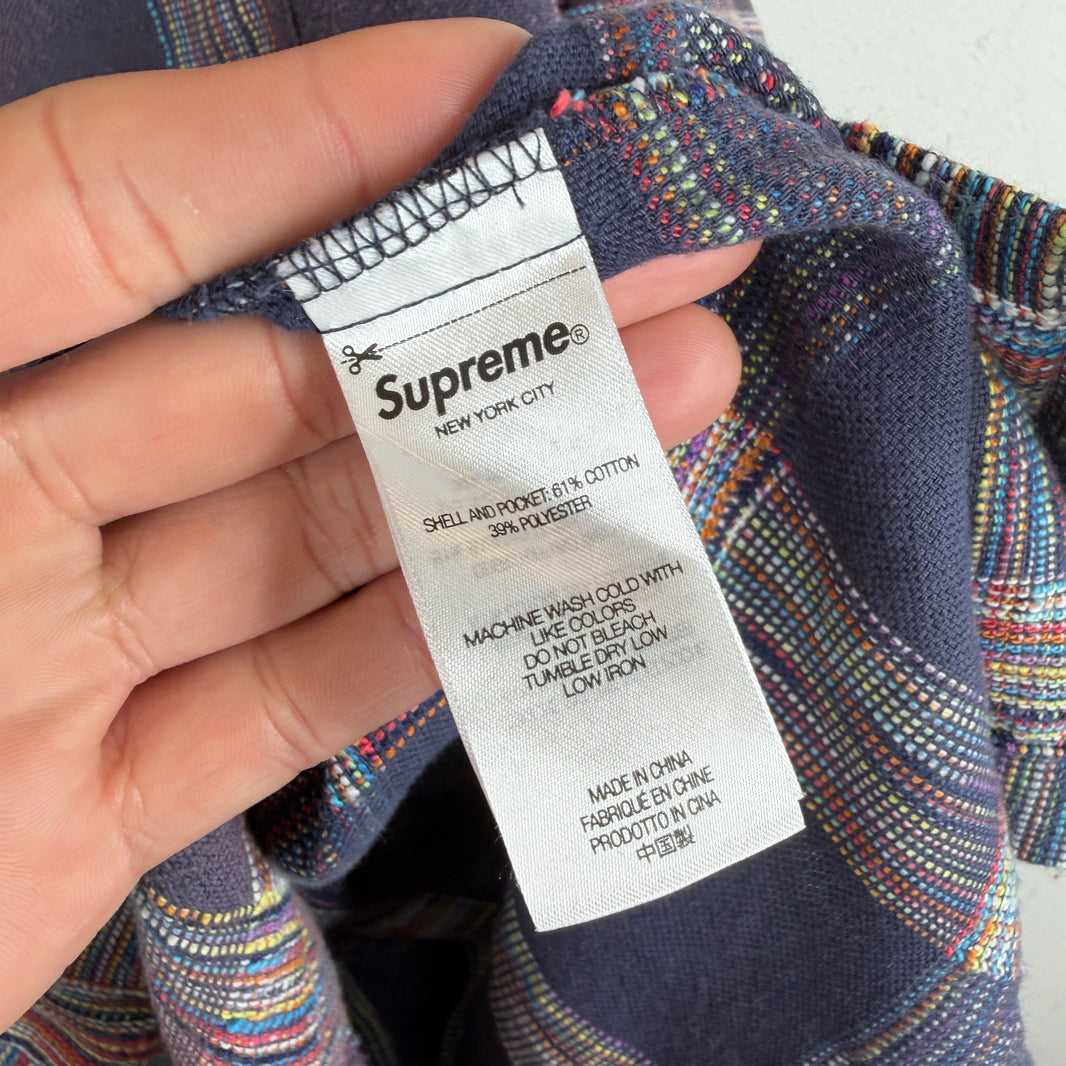 Supreme®
NEW YORK CITY
SHELL AND POCKET: 61% COTTON
39% POLYESTER
MACHINE WASH COLD WITH
LIKE COLORS
DO NOT BLEACH
TUMBLE DRY LOW
LOW IRON
MADE IN CHINA
FABRIQUÉ EN CHINE
PRODOTTO IN CINA
中国製